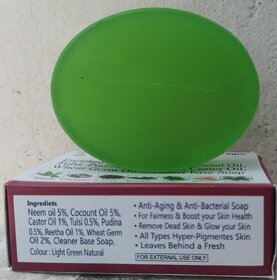 Ingrediets
Neem oil 5%, Cocount Oil 5%,
Castor Oil 1%, Tulsi 0.5%, Pudina
0.5%, Reetha Oil 1%, Wheat Germ
Oil 2%, Cleaner Base Soap,
Colour : Light Green Natural
• Anti-Aging & Anti-Bacterial Soap
• For Fairness & Boost your Skin Health
• Remove Dead Skin & Glow your Skin
• All Types Hyper-Pigmentes Skin
• Leaves Behind a Fresh
FOR EXTERNAL USE ONLY